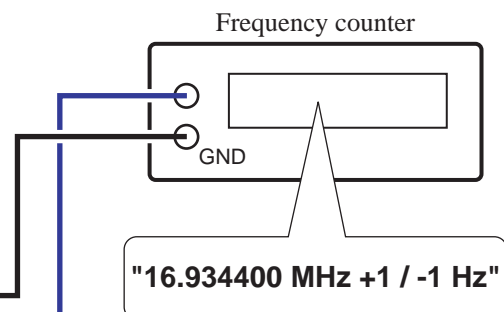 Frequency counter
GND
"16.934400 MHz +1 / -1 Hz"